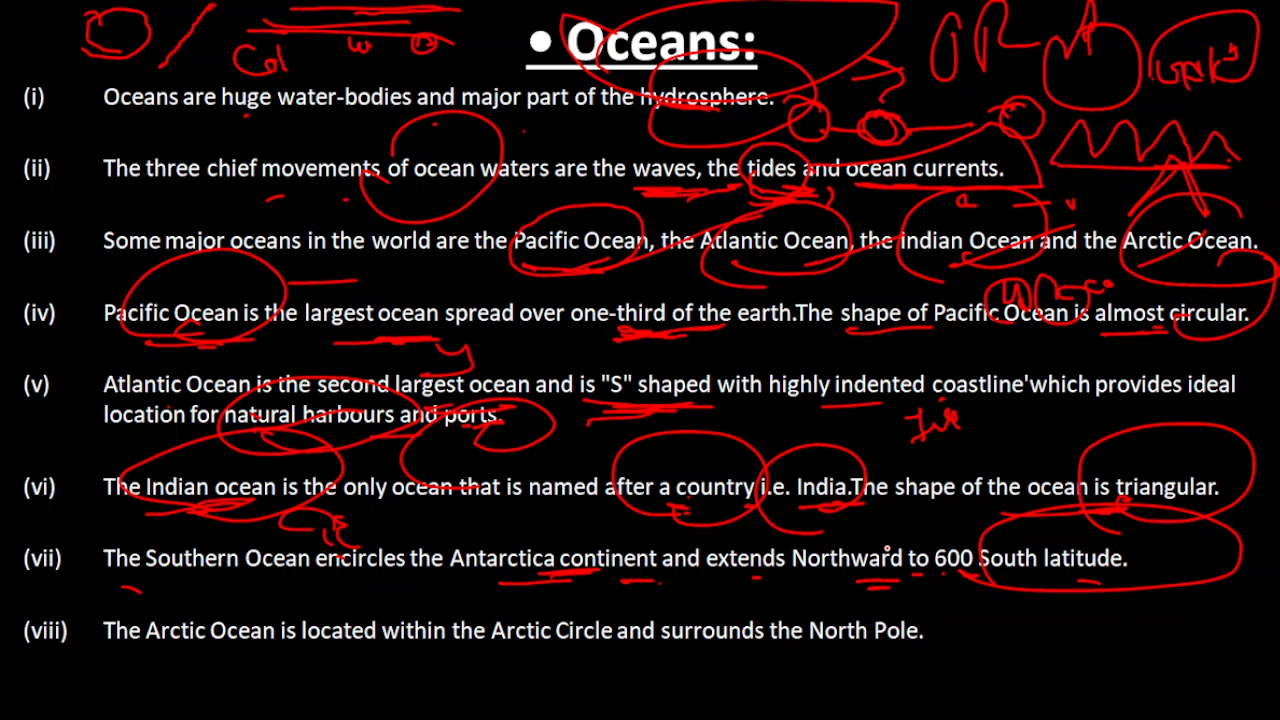 • Oceans:
(i) Oceans are huge water-bodies and major part of the hydrosphere.
(ii) The three chief movements of ocean waters are the waves, the tides and ocean currents.
(iii) Some major oceans in the world are the Pacific Ocean, the Atlantic Ocean, the Indian Ocean and the Arctic Ocean.
(iv) Pacific Ocean is the largest ocean spread over one-third of the earth.The shape of Pacific Ocean is almost circular.
(v) Atlantic Ocean is the second largest ocean and is "S" shaped with highly indented coastline'which provides ideal
location for natural harbours and ports.
(vi) The Indian ocean is the only ocean that is named after a country i.e. India.The shape of the ocean is triangular.
(vii) The Southern Ocean encircles the Antarctica continent and extends Northward to 600 South latitude.
(viii) The Arctic Ocean is located within the Arctic Circle and surrounds the North Pole.